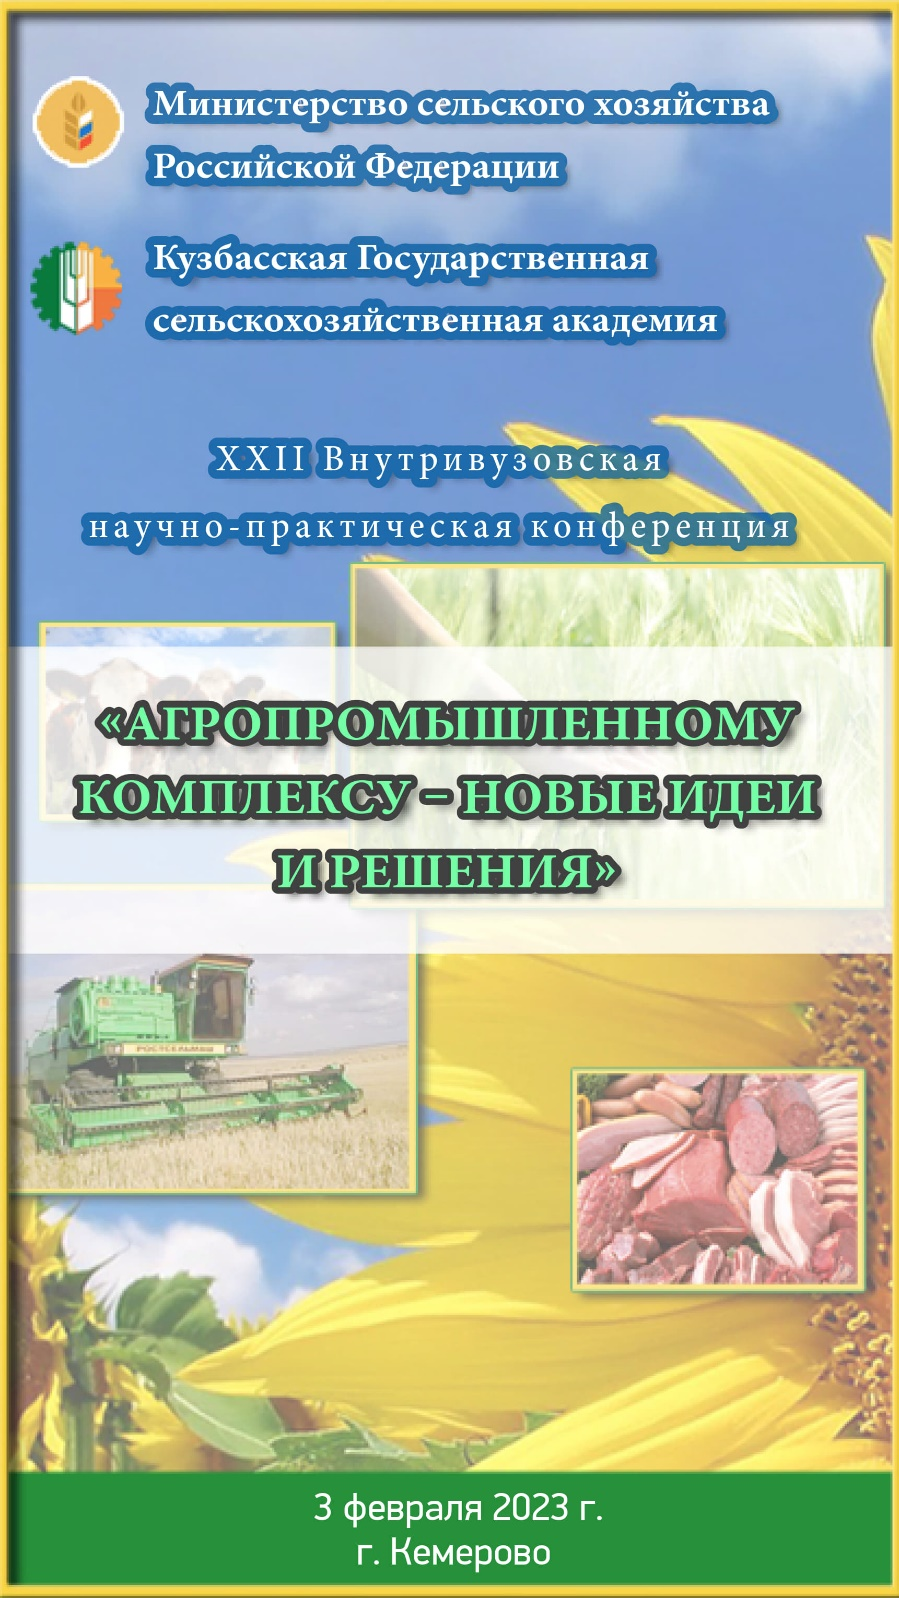 Министерство сельского хозяйства
Российской Федерации
Кузбасская Государственная
сельскохозяйственная академия
XXII Внутривузовская
научно-практическая конференция
«АГРОПРОМЫШЛЕННОМУ
КОМПЛЕКСУ – НОВЫЕ ИДЕИ
И РЕШЕНИЯ»
РОСТСЕЛЬМАШ
3 февраля 2023 г.
г. Кемерово